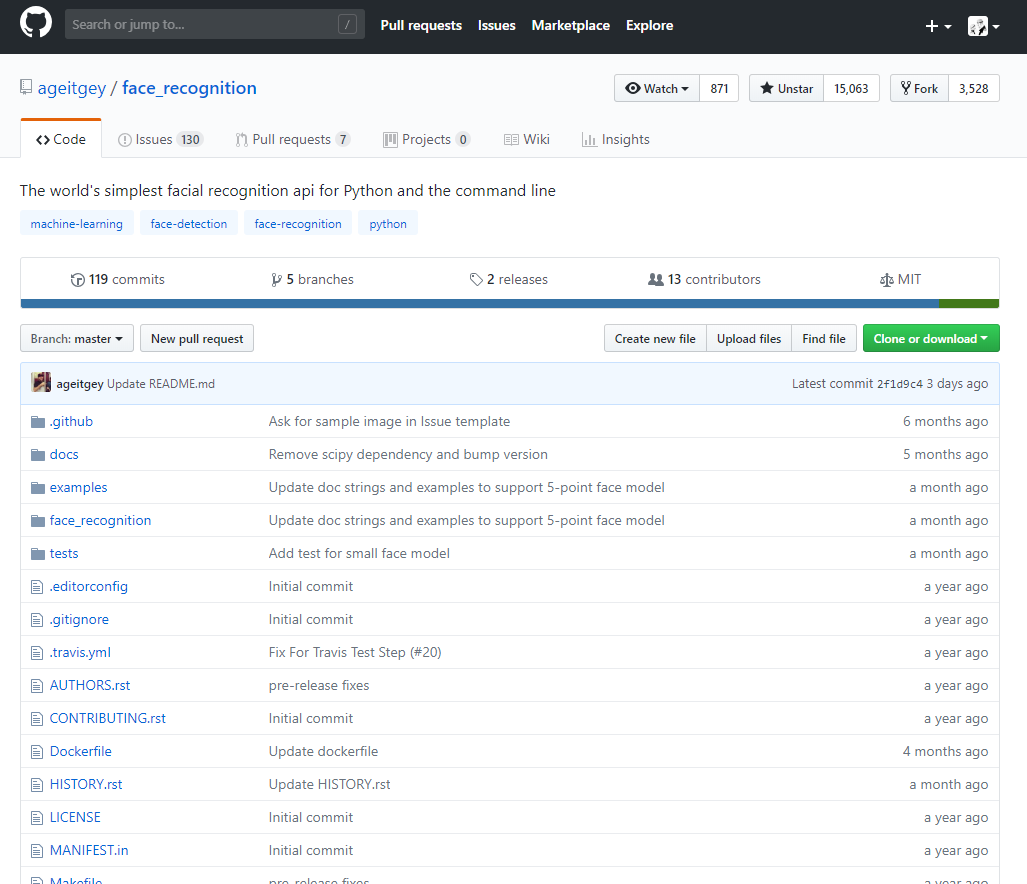 Search or jump to... / Pull requests Issues Marketplace Explore
ageitgey / face_recognition Watch 871 Unstar 15,063 Fork 3,528
Code Issues 130 Pull requests 7 Projects 0 Wiki Insights
The world's simplest facial recognition api for Python and the command line
machine-learning face-detection face-recognition python
119 commits 5 branches 2 releases 13 contributors MIT
Branch: master New pull request Create new file Upload files Find file Clone or download
ageitgey Update README.md Latest commit 2f1d9c4 3 days ago
.github Ask for sample image in Issue template 6 months ago
docs Remove scipy dependency and bump version 5 months ago
examples Update doc strings and examples to support 5-point face model a month ago
face_recognition Update doc strings and examples to support 5-point face model a month ago
tests Add test for small face model a month ago
.editorconfig Initial commit a year ago
.gitignore Initial commit a year ago
.travis.yml Fix For Travis Test Step (#20) a year ago
AUTHORS.rst pre-release fixes a year ago
CONTRIBUTING.rst Initial commit a year ago
Dockerfile Update dockerfile 4 months ago
HISTORY.rst Update HISTORY.rst a month ago
LICENSE Initial commit a year ago
MANIFEST.in Initial commit a year ago
Makefile pre-release fixes a year ago